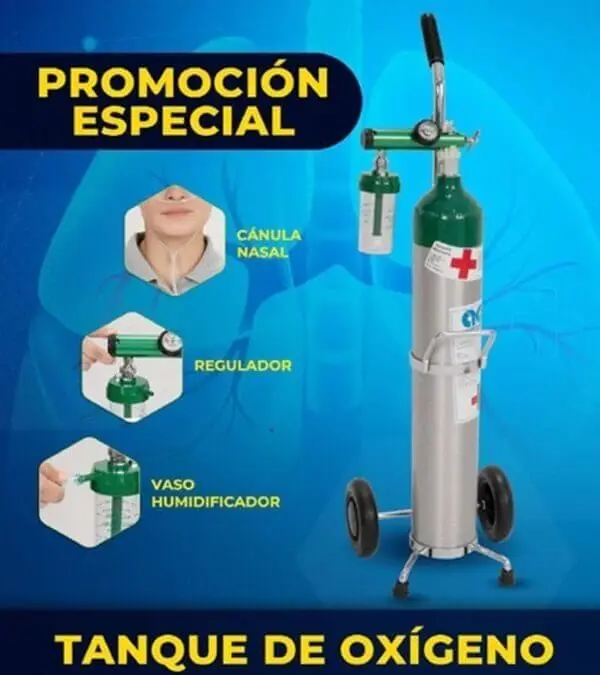 PROMOCIÓN
ESPECIAL
CÁNULA
NASAL
REGULADOR
VASO
HUMIDIFICADOR
TANQUE DE OXÍGENO